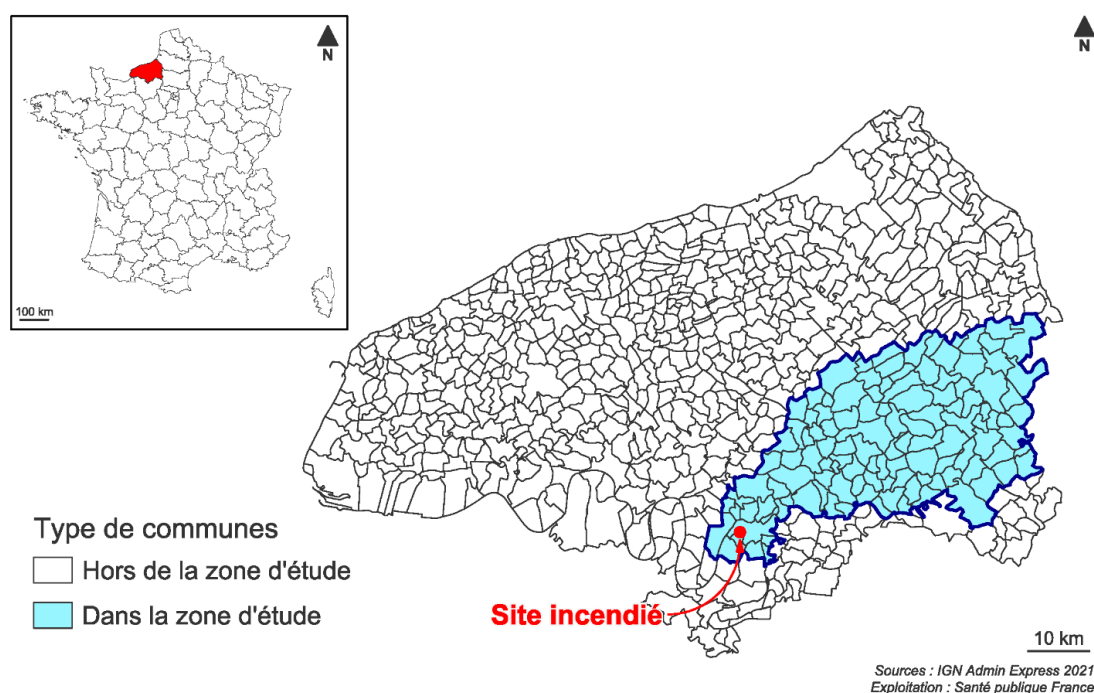 N
100 km
N
Type de communes
Hors de la zone d'étude
Dans la zone d'étude
Site incendié
10 km
Sources : IGN Admin Express 2021
Exploitation : Santé publique France